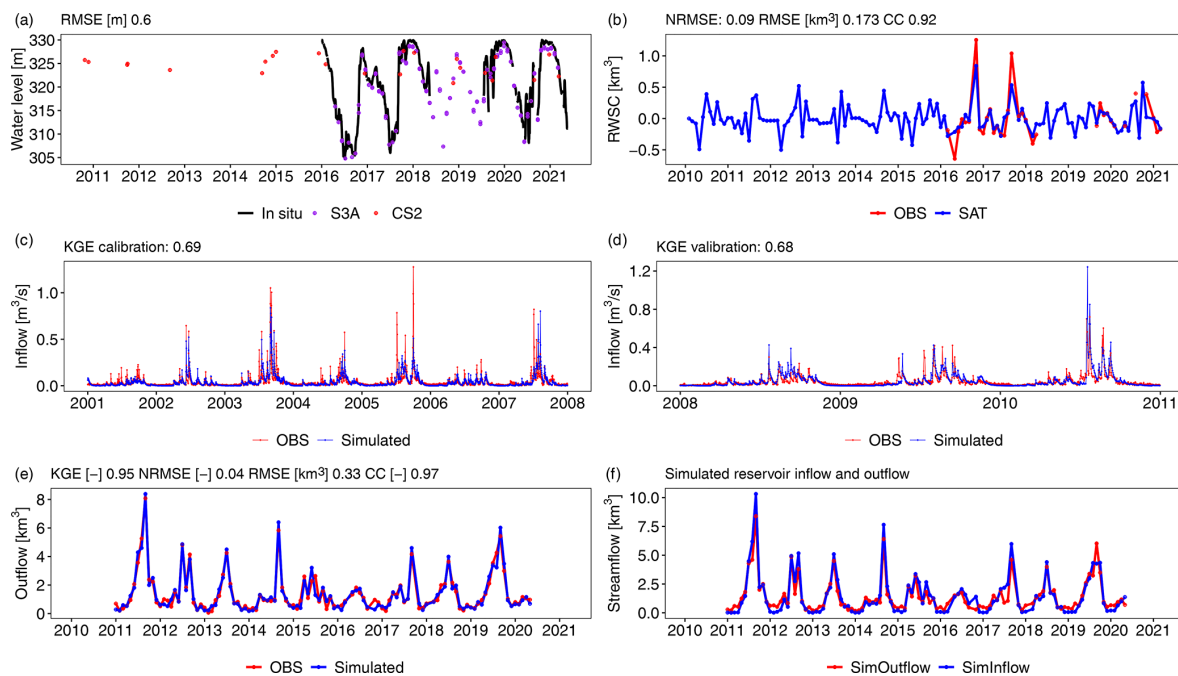 (a) RMSE [m] 0.6
Water level [m]
330
325
320
315
310
305
2011 2012 2013 2014 2015 2016 2017 2018 2019 2020 2021
In situ S3A CS2
(b) NRMSE: 0.09 RMSE [km³] 0.173 CC 0.92
RWSC [km³]
1.0
0.5
0.0
−0.5
2010 2011 2012 2013 2014 2015 2016 2017 2018 2019 2020 2021
OBS SAT
(c) KGE calibration: 0.69
Inflow [m³/s]
1.0
0.5
0.0
2001 2002 2003 2004 2005 2006 2007 2008
OBS Simulated
(d) KGE valibration: 0.68
Inflow [m³/s]
1.2
0.8
0.4
0.0
2008 2009 2010 2011
OBS Simulated
(e) KGE [−] 0.95 NRMSE [−] 0.04 RMSE [km³] 0.33 CC [−] 0.97
Outflow [km³]
8
6
4
2
0
2010 2011 2012 2013 2014 2015 2016 2017 2018 2019 2020 2021
OBS Simulated
(f) Simulated reservoir inflow and outflow
Streamflow [km³]
10.0
7.5
5.0
2.5
0.0
2010 2011 2012 2013 2014 2015 2016 2017 2018 2019 2020 2021
SimOutflow SimInflow